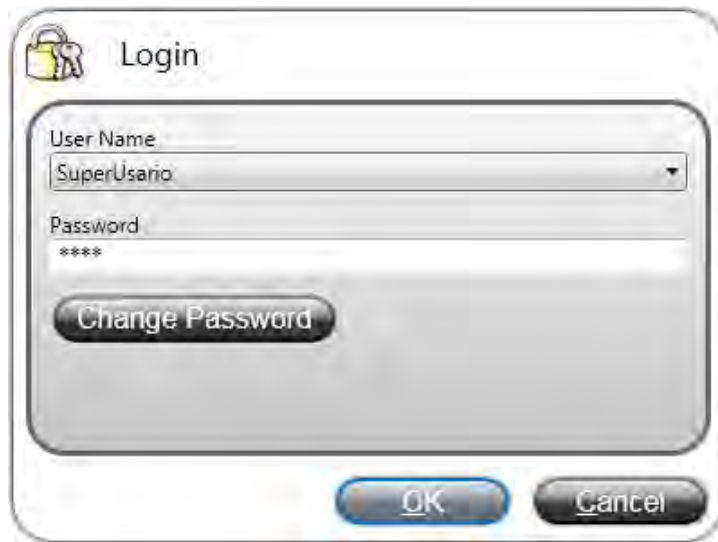 Login
User Name
SuperUsario
Password
****
Change Password
OK Cancel